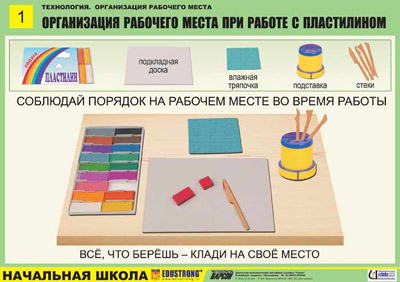 1
ТЕХНОЛОГИЯ. ОРГАНИЗАЦИЯ РАБОЧЕГО МЕСТА
ОРГАНИЗАЦИЯ РАБОЧЕГО МЕСТА ПРИ РАБОТЕ С ПЛАСТИЛИНОМ
ПЛАСТИЛИН
подкладная
доска
влажная
тряпочка
подставка
стеки
СОБЛЮДАЙ ПОРЯДОК НА РАБОЧЕМ МЕСТЕ ВО ВРЕМЯ РАБОТЫ
ВСЁ, ЧТО БЕРЁШЬ – КЛАДИ НА СВОЁ МЕСТО
НАЧАЛЬНАЯ ШКОЛА
EDUSTRONG
ВАРСОН